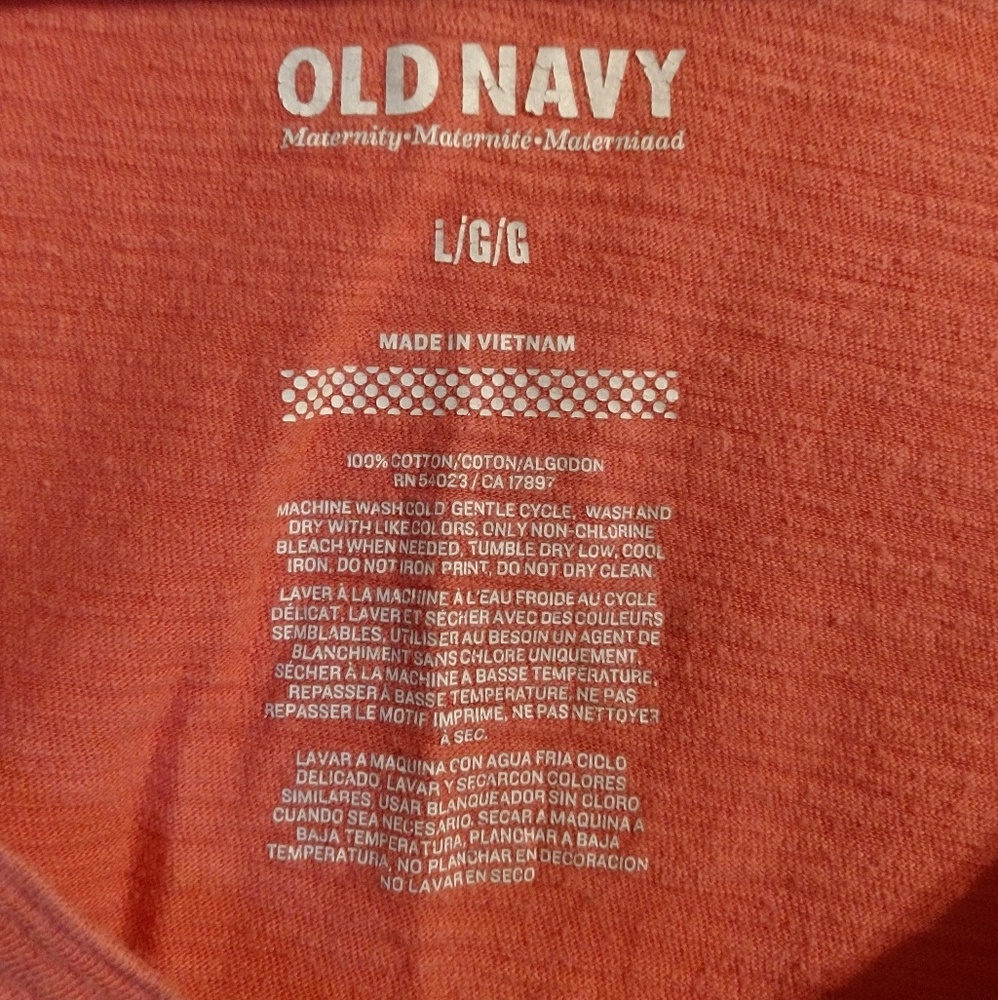 OLD NAVY
Maternity•Maternité•Materniaad
L/G/G
MADE IN VIETNAM
100% COTTON/COTON/ALGODON
RN 54023 / CA 17897
MACHINE WASH COLD GENTLE CYCLE, WASH AND
DRY WITH LIKE COLORS, ONLY NON-CHLORINE
BLEACH WHEN NEEDED, TUMBLE DRY LOW, COOL
IRON, DO NOT IRON PRINT, DO NOT DRY CLEAN.
LAVER À LA MACHINE À L'EAU FROIDE AU CYCLE
DÉLICAT, LAVER ET SÉCHER AVEC DES COULEURS
SEMBLABLES, UTILISER AU BESOIN UN AGENT DE
BLANCHIMENT SANS CHLORE UNIQUEMENT,
SÉCHER À LA MACHINE A BASSE TEMPÉRATURE,
REPASSER À BASSE TEMPÉRATURE, NE PAS
REPASSER LE MOTIF IMPRIME, NE PAS NETTOYER
À SEC.
LAVAR A MAQUINA CON AGUA FRIA CICLO
DELICADO, LAVAR Y SECAR CON COLORES
SIMILARES, USAR BLANQUEADOR SIN CLORO
CUANDO SEA NECESARIO. SECAR A MAQUINA A
BAJA TEMPERATURA, PLANCHAR A BAJA
TEMPERATURA, NO PLANCHAR EN DECORACION
NO LAVAR EN SECO